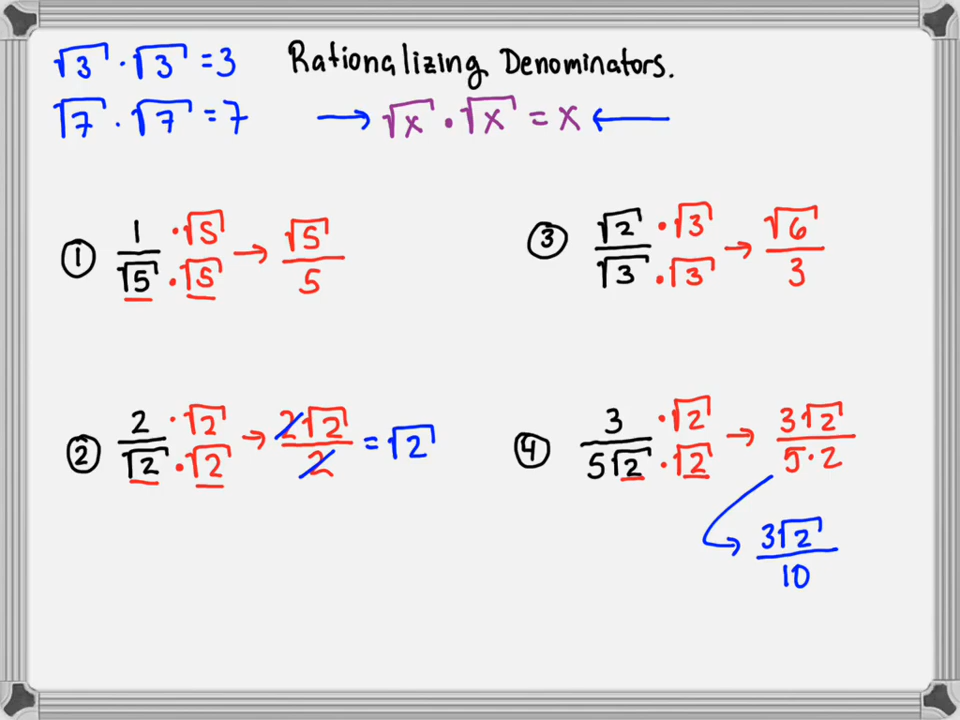 √3 · √3 = 3
Rationalizing Denominators.
√7 · √7 = 7
→ √x · √x = x ←
① 1/√5 · √5/√5 → √5/5
③ √2/√3 · √3/√3 → √6/3
② 2/√2 · √2/√2 → 2√2/2 = √2
④ 3/5√2 · √2/√2 → 3√2/5·2
3√2/10